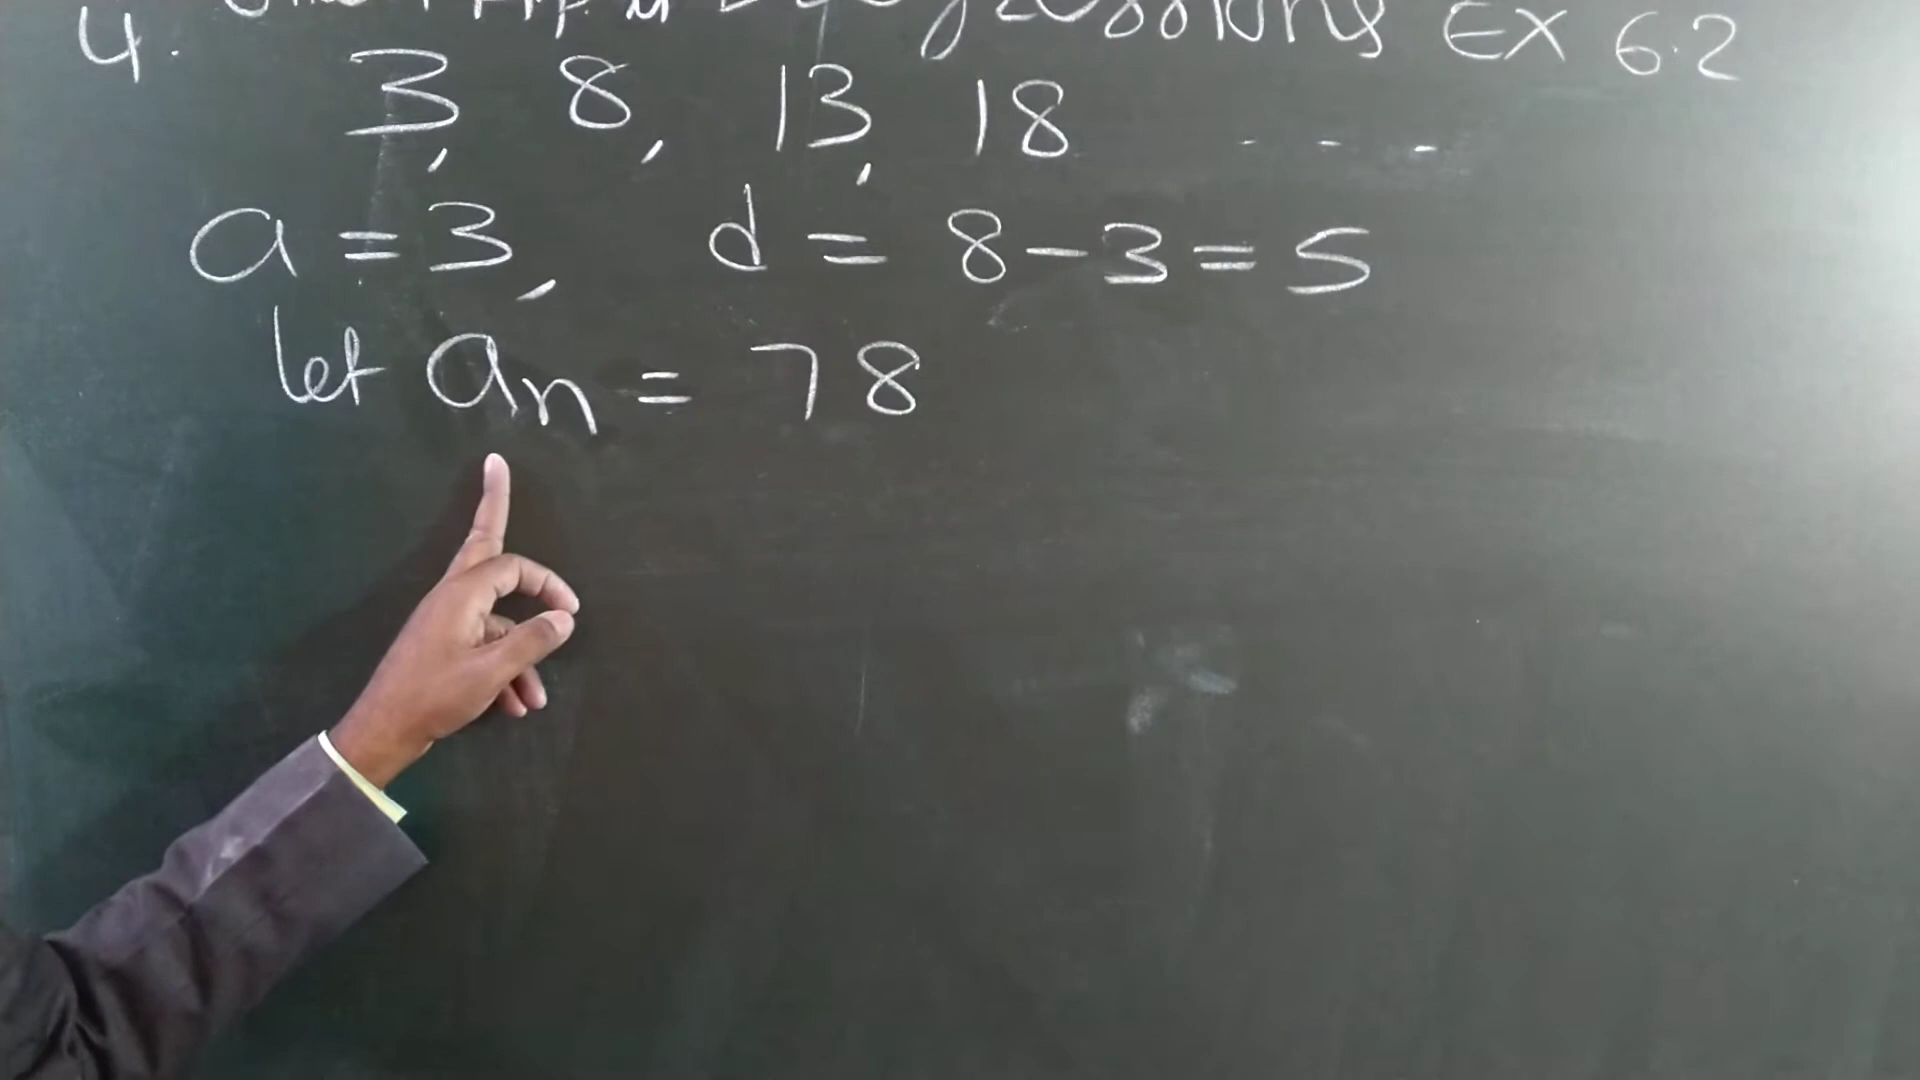 4. EX 6.2
3, 8, 13, 18 - - -
a = 3, d = 8 - 3 = 5
let an = 78